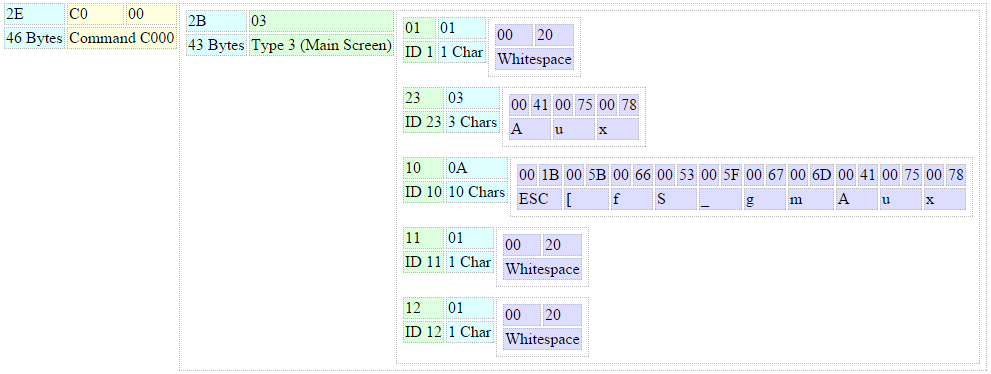 2E C0 00
46 Bytes Command C000
2B 03
43 Bytes Type 3 (Main Screen)
01 01
ID 1 1 Char
00 20
Whitespace
23 03
ID 23 3 Chars
00 41 00 75 00 78
A u x
10 0A
ID 10 10 Chars
00 1B 00 5B 00 66 00 53 00 5F 00 67 00 6D 00 41 00 75 00 78
ESC [ f S _ g m A u x
11 01
ID 11 1 Char
00 20
Whitespace
12 01
ID 12 1 Char
00 20
Whitespace